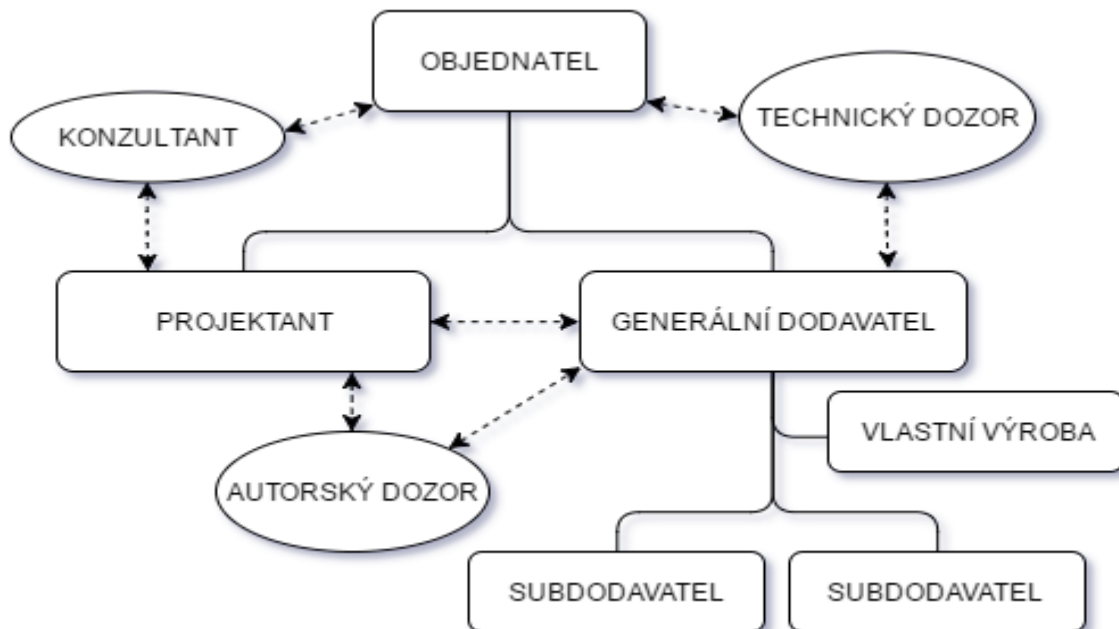 OBJEDNATEL
KONZULTANT
TECHNICKÝ DOZOR
PROJEKTANT
GENERÁLNÍ DODAVATEL
VLASTNÍ VÝROBA
AUTORSKÝ DOZOR
SUBDODAVATEL
SUBDODAVATEL